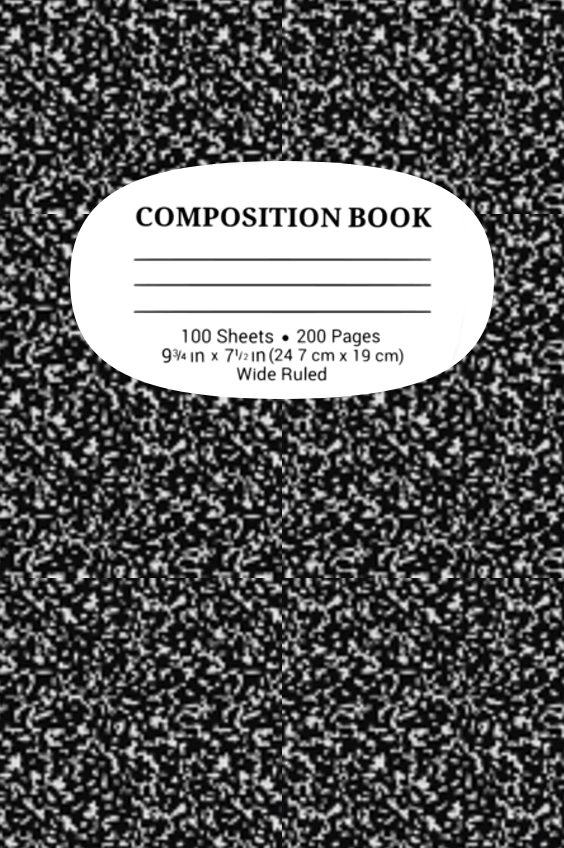 COMPOSITION BOOK
100 Sheets • 200 Pages
9¾ in x 7½ in (24 7 cm x 19 cm)
Wide Ruled